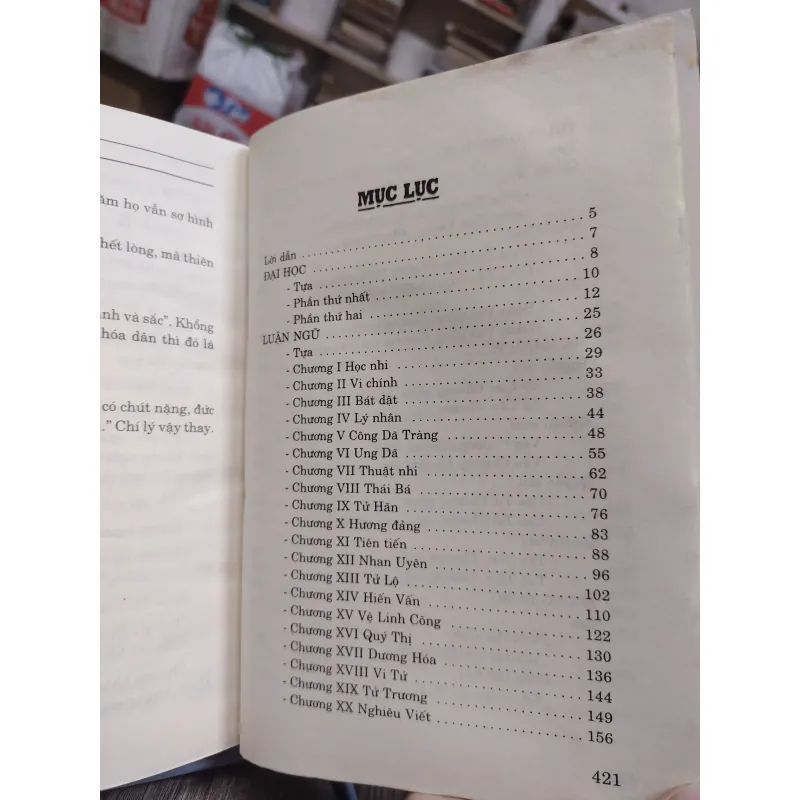 ăm họ vẫn sợ hình
hết lòng, mà thiên
anh và sắc". Khổng
hóa dân thì đó là
có chút nặng, đức
." Chí lý vậy thay.
MỤC LỤC
Lời dẫn ........ 5
ĐẠI HỌC ........ 7
- Tựa ........ 8
- Phần thứ nhất ........ 10
- Phần thứ hai ........ 12
LUẬN NGỮ ........ 25
- Tựa ........ 26
- Chương I Học nhi ........ 29
- Chương II Vi chính ........ 33
- Chương III Bát dật ........ 38
- Chương IV Lý nhân ........ 44
- Chương V Công Dã Tràng ........ 48
- Chương VI Ung Dã ........ 55
- Chương VII Thuật nhi ........ 62
- Chương VIII Thái Bá ........ 70
- Chương IX Tử Hãn ........ 76
- Chương X Hương đảng ........ 83
- Chương XI Tiên tiến ........ 88
- Chương XII Nhan Uyên ........ 96
- Chương XIII Tử Lộ ........ 102
- Chương XIV Hiến Vấn ........ 110
- Chương XV Vệ Linh Công ........ 122
- Chương XVI Quý Thị ........ 130
- Chương XVII Dương Hóa ........ 136
- Chương XVIII Vi Tử ........ 144
- Chương XIX Tử Trương ........ 149
- Chương XX Nghiêu Viết ........ 156
421